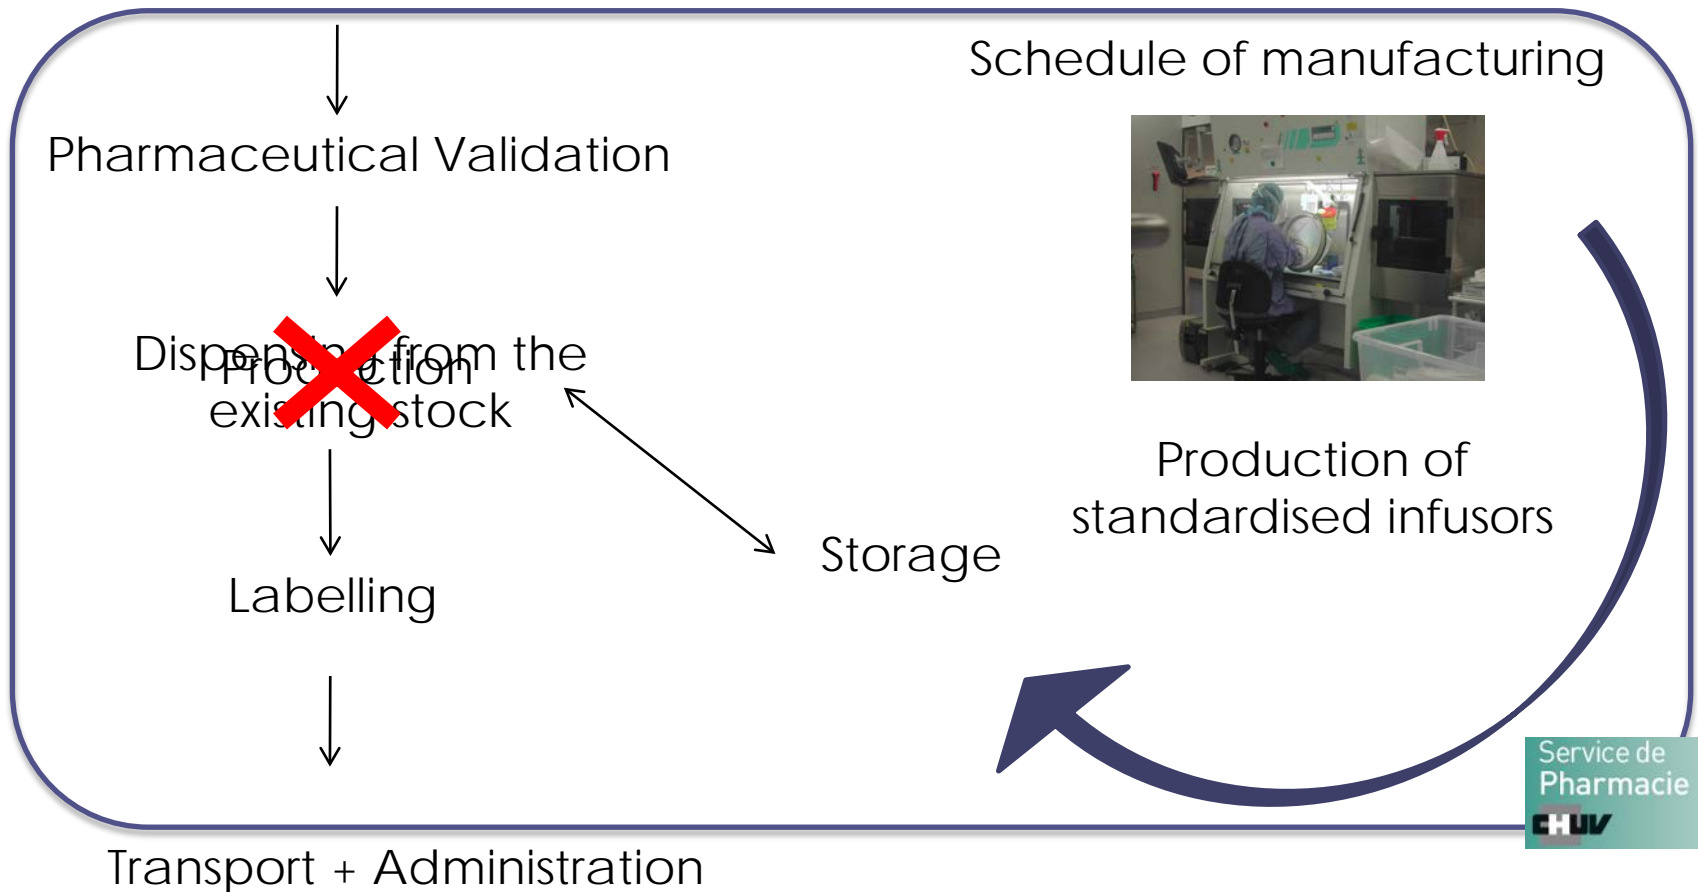 Schedule of manufacturing
Pharmaceutical Validation
Dispensing from the
existing stock
Production
Production of
standardised infusors
Storage
Labelling
Service de
Pharmacie
CHUV
Transport + Administration